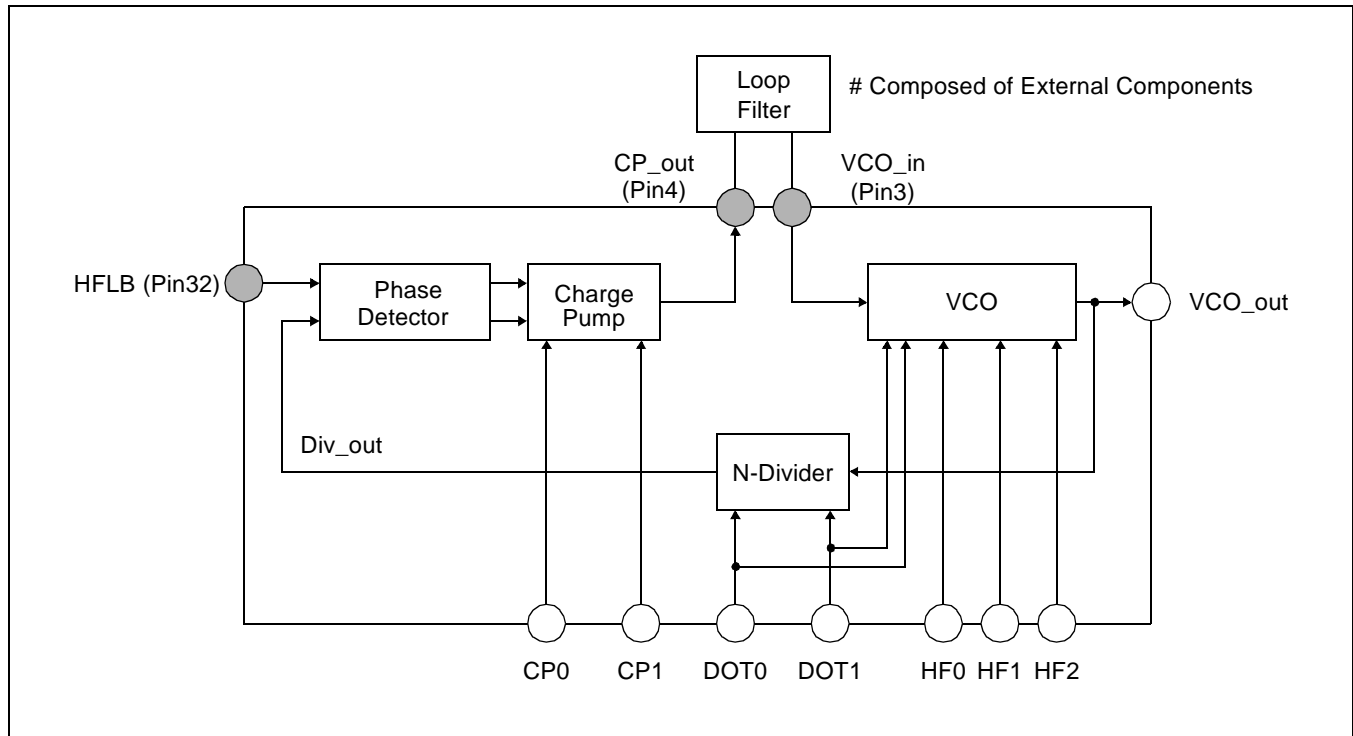 Loop
Filter
# Composed of External Components
CP_out
(Pin4)
VCO_in
(Pin3)
HFLB (Pin32)
Phase
Detector
Charge
Pump
VCO
VCO_out
Div_out
N-Divider
CP0
CP1
DOT0
DOT1
HF0
HF1
HF2